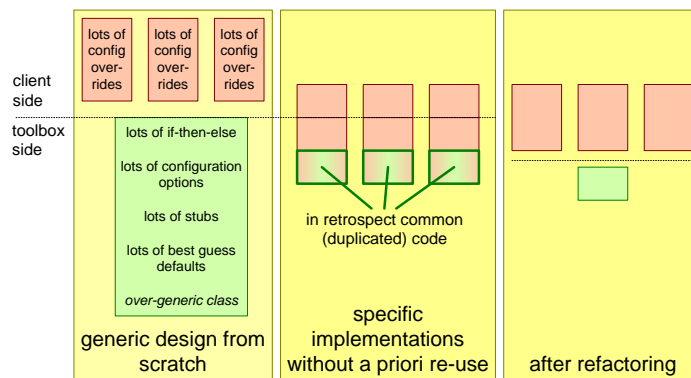 lots of
config
over-
rides
lots of
config
over-
rides
lots of
config
over-
rides
client
side
toolbox
side
lots of if-then-else
lots of configuration
options
lots of stubs
lots of best guess
defaults
over-generic class
generic design from
scratch
in retrospect common
(duplicated) code
specific
implementations
without a priori re-use
after refactoring